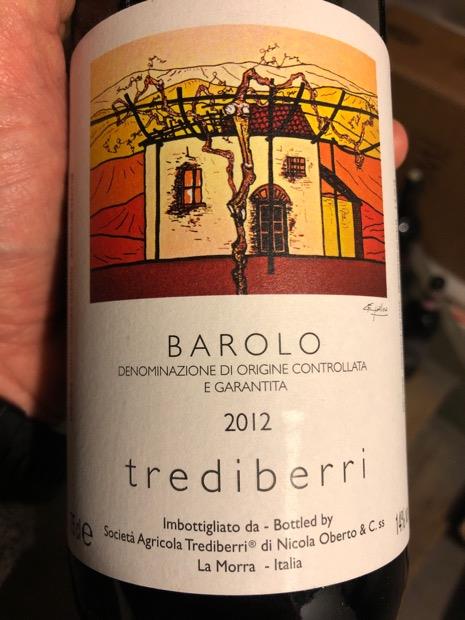 BAROLO
DENOMINAZIONE DI ORIGINE CONTROLLATA
E GARANTITA
2012
trediberri
Imbottigliato da - Bottled by
Società Agricola Trediberri® di Nicola Oberto & C. ss
La Morra - Italia
14%